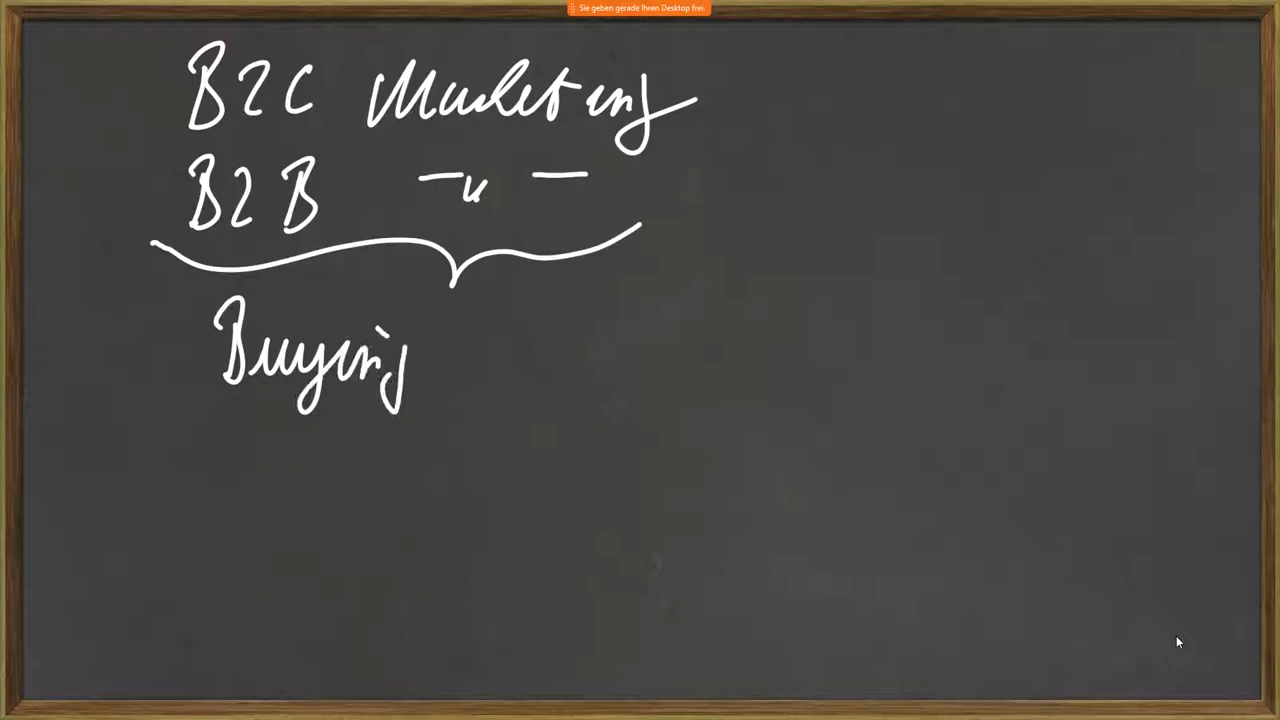 Sie geben gerade Ihren Desktop frei.
B2C Marketing
B2B — " —
Buying